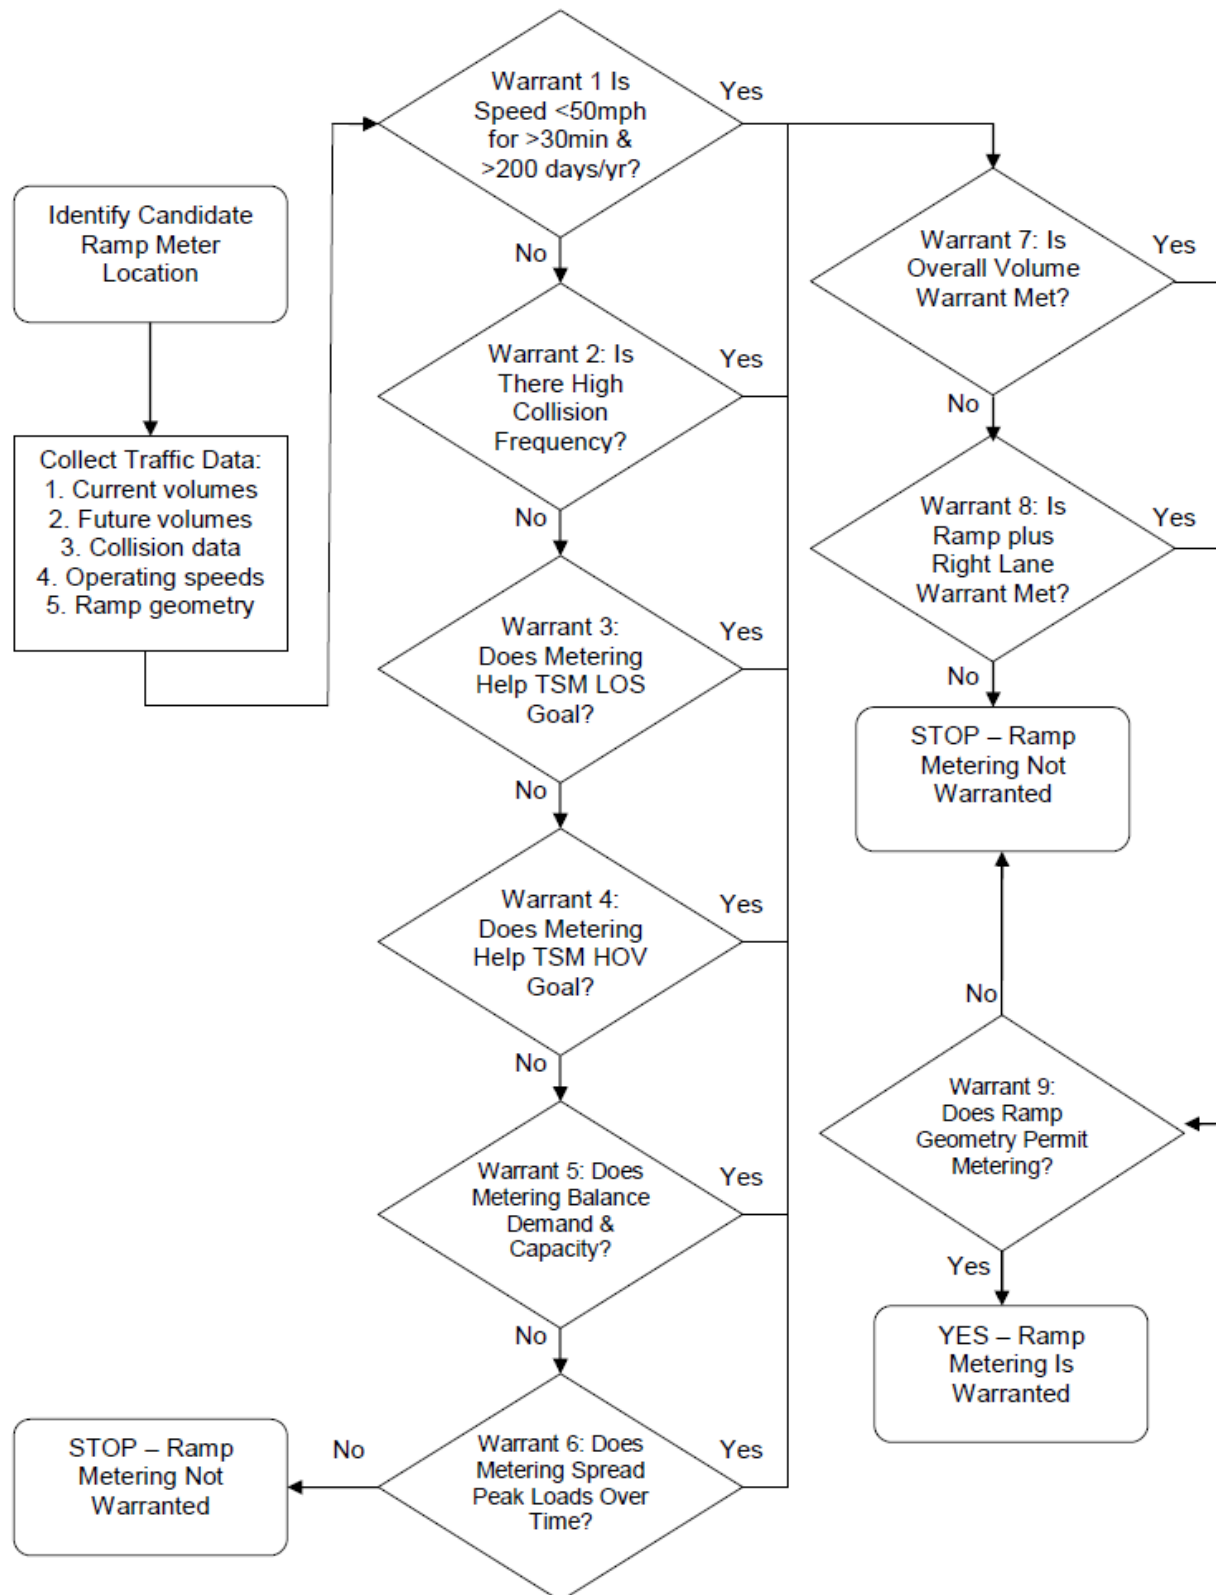 Identify Candidate
Ramp Meter
Location
Collect Traffic Data:
1. Current volumes
2. Future volumes
3. Collision data
4. Operating speeds
5. Ramp geometry
Warrant 1 Is
Speed <50mph
for >30min &
>200 days/yr?
Yes
No
Warrant 2: Is
There High
Collision
Frequency?
Yes
No
Warrant 3:
Does Metering
Help TSM LOS
Goal?
Yes
No
Warrant 4:
Does Metering
Help TSM HOV
Goal?
Yes
No
Warrant 5: Does
Metering Balance
Demand &
Capacity?
Yes
No
Warrant 6: Does
Metering Spread
Peak Loads Over
Time?
Yes
No
STOP – Ramp
Metering Not
Warranted
Warrant 7: Is
Overall Volume
Warrant Met?
Yes
No
Warrant 8: Is
Ramp plus
Right Lane
Warrant Met?
Yes
No
STOP – Ramp
Metering Not
Warranted
No
Warrant 9:
Does Ramp
Geometry Permit
Metering?
Yes
YES – Ramp
Metering Is
Warranted